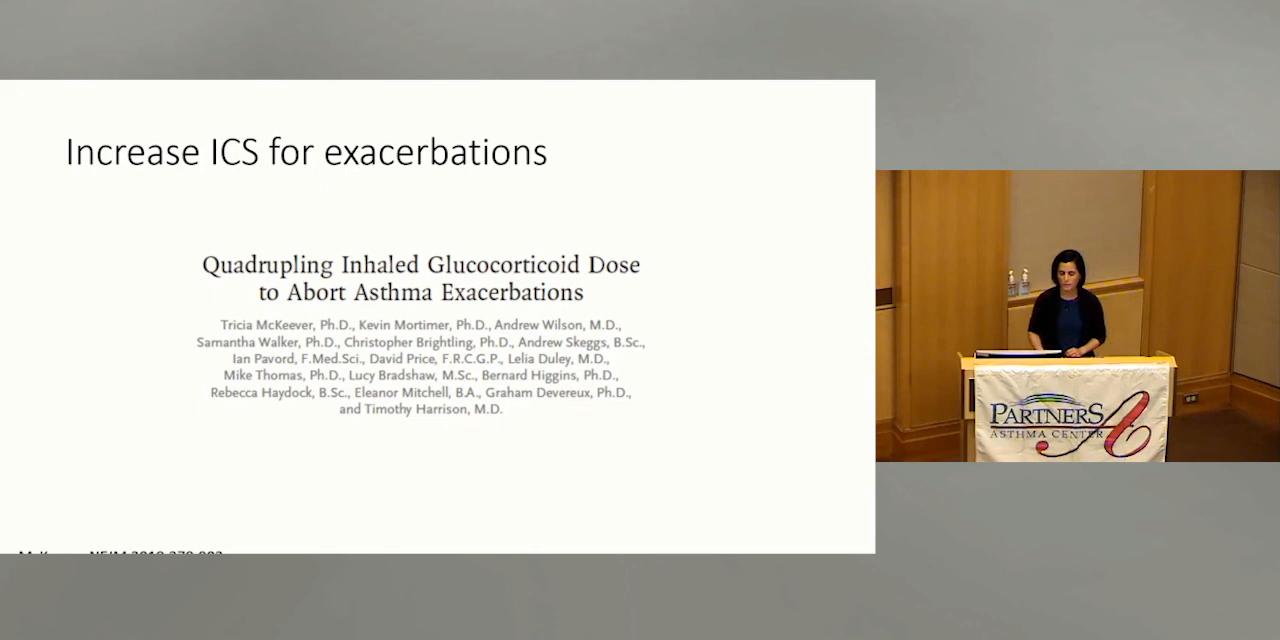 Increase ICS for exacerbations
Quadrupling Inhaled Glucocorticoid Dose
to Abort Asthma Exacerbations
Tricia McKeever, Ph.D., Kevin Mortimer, Ph.D., Andrew Wilson, M.D.,
Samantha Walker, Ph.D., Christopher Brightling, Ph.D., Andrew Skeggs, B.Sc.,
Ian Pavord, F.Med.Sci., David Price, F.R.C.G.P., Lelia Duley, M.D.,
Mike Thomas, Ph.D., Lucy Bradshaw, M.Sc., Bernard Higgins, Ph.D.,
Rebecca Haydock, B.Sc., Eleanor Mitchell, B.A., Graham Devereux, Ph.D.,
and Timothy Harrison, M.D.
PARTNERS
ASTHMA CENTER